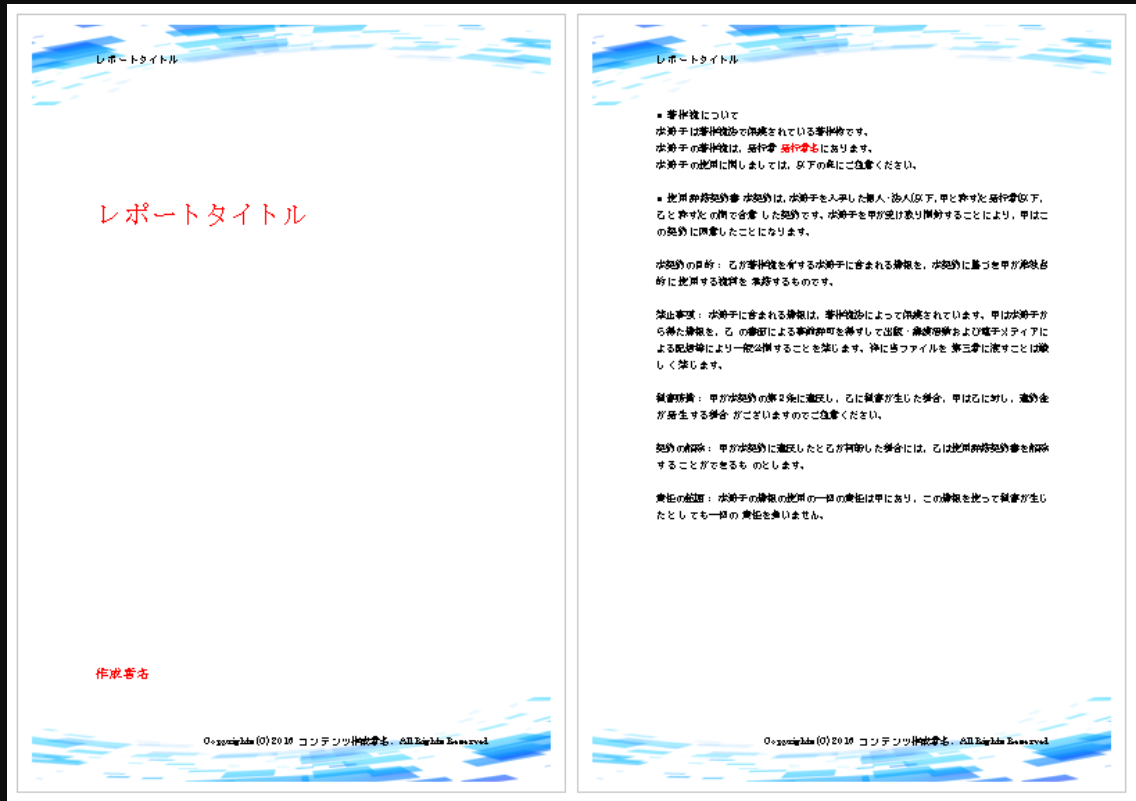 レポートタイトル
レポートタイトル
作成者名
Copyrights (C) 2016 コンテンツ作成者名. All Rights Reserved
レポートタイトル
■ 著作権について
本冊子は著作権法で保護されている著作物です。
本冊子の著作権は、発行者 発行者名にあります。
本冊子の使用に関しましては、以下の点にご注意ください。
■ 使用許諾契約書 本契約は、本冊子を入手した個人・法人(以下、甲と称す)と発行者(以下、
乙と称す)との間で合意 した契約です。本冊子を甲が受け取り開封することにより、甲はこ
の契約に同意したことになります。
本契約の目的： 乙が著作権を有する本冊子に含まれる情報を、本契約に基づき甲が非独占
的に使用する権利を 承諾するものです。
禁止事項： 本冊子に含まれる情報は、著作権法によって保護されています。甲は本冊子か
ら得た情報を、乙 の書面による事前許可を得ずして出版・講演活動および電子メディアに
よる配信等により一般公開することを禁じます。特に当ファイルを 第三者に渡すことは厳
しく禁じます。
損害賠償： 甲が本契約の第２条に違反し、乙に損害が生じた場合、甲は乙に対し、違約金
が発生する場合 がございますのでご注意ください。
契約の解除： 甲が本契約に違反したと乙が判断した場合には、乙は使用許諾契約書を解除
することができるも のとします。
責任の範囲： 本冊子の情報の使用の一切の責任は甲にあり、この情報を使って損害が生じ
たとしても一切の 責任を負いません。
Copyrights (C) 2016 コンテンツ作成者名. All Rights Reserved